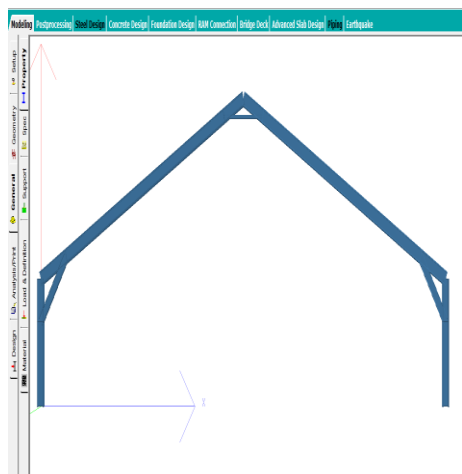 Modeling Postprocessing Steel Design Concrete Design Foundation Design RAM Connection Bridge Deck Advanced Slab Design Piping Earthquake
Setup
Geometry
General
Analysis/Print
Design
Property
Spec
Support
Load & Definition
Material